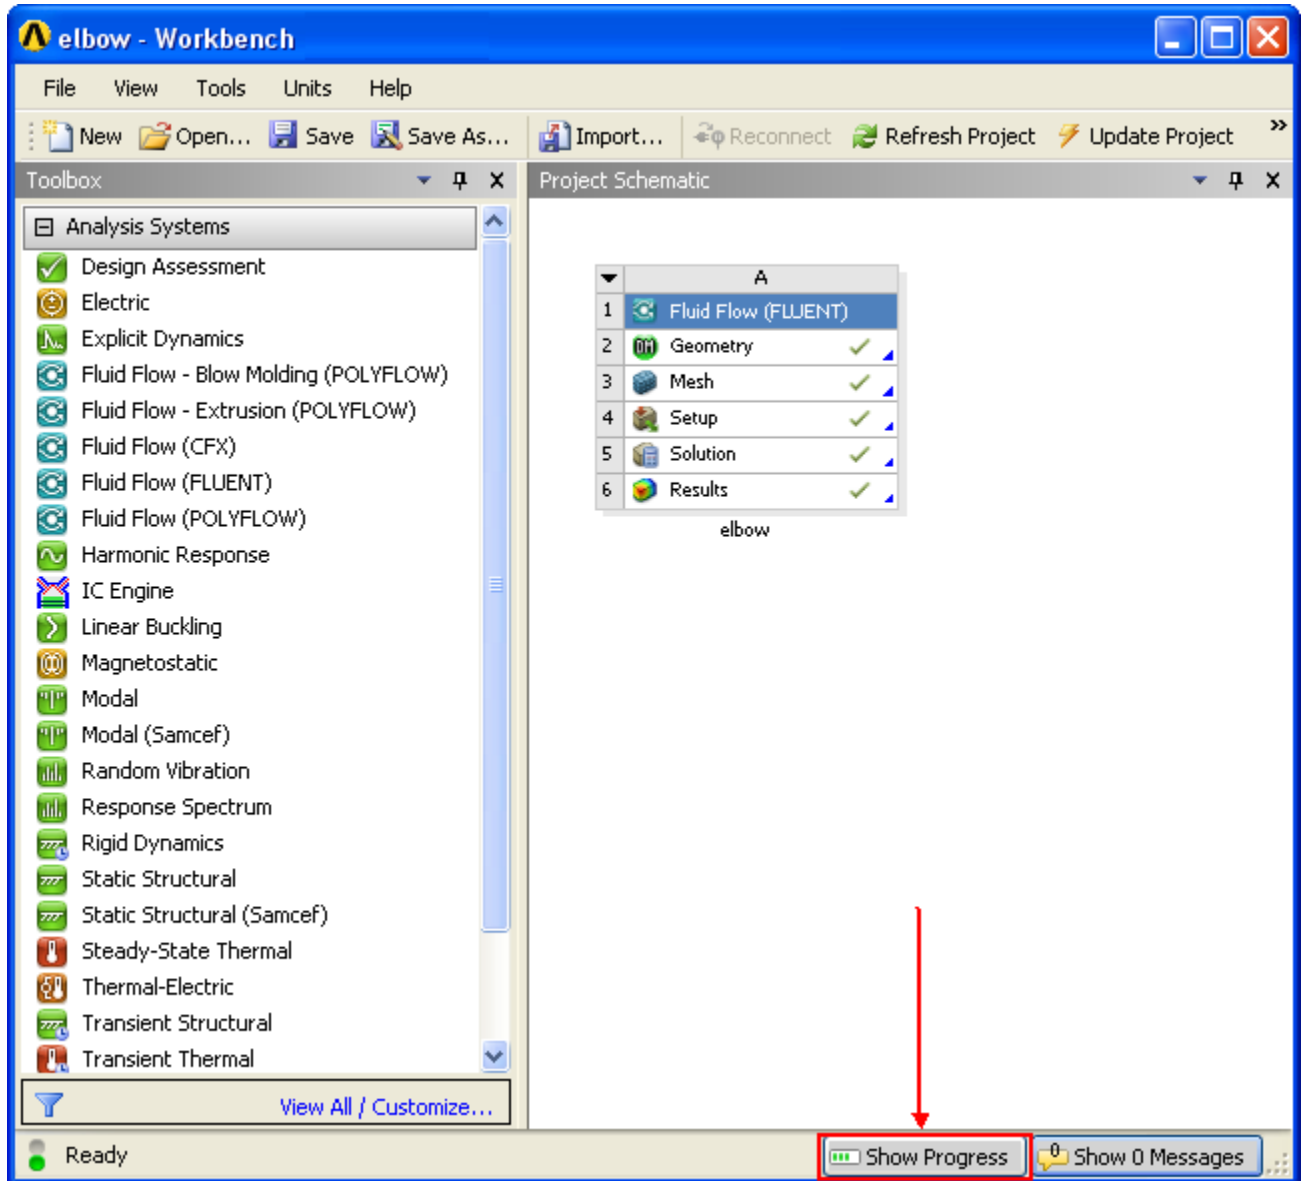 elbow - Workbench
File View Tools Units Help
New Open... Save Save As... Import... Reconnect Refresh Project Update Project »
Toolbox
Analysis Systems
Design Assessment
Electric
Explicit Dynamics
Fluid Flow - Blow Molding (POLYFLOW)
Fluid Flow - Extrusion (POLYFLOW)
Fluid Flow (CFX)
Fluid Flow (FLUENT)
Fluid Flow (POLYFLOW)
Harmonic Response
IC Engine
Linear Buckling
Magnetostatic
Modal
Modal (Samcef)
Random Vibration
Response Spectrum
Rigid Dynamics
Static Structural
Static Structural (Samcef)
Steady-State Thermal
Thermal-Electric
Transient Structural
Transient Thermal
View All / Customize...
Project Schematic
A
1 Fluid Flow (FLUENT)
2 Geometry
3 Mesh
4 Setup
5 Solution
6 Results
elbow
Ready
Show Progress
0 Show 0 Messages